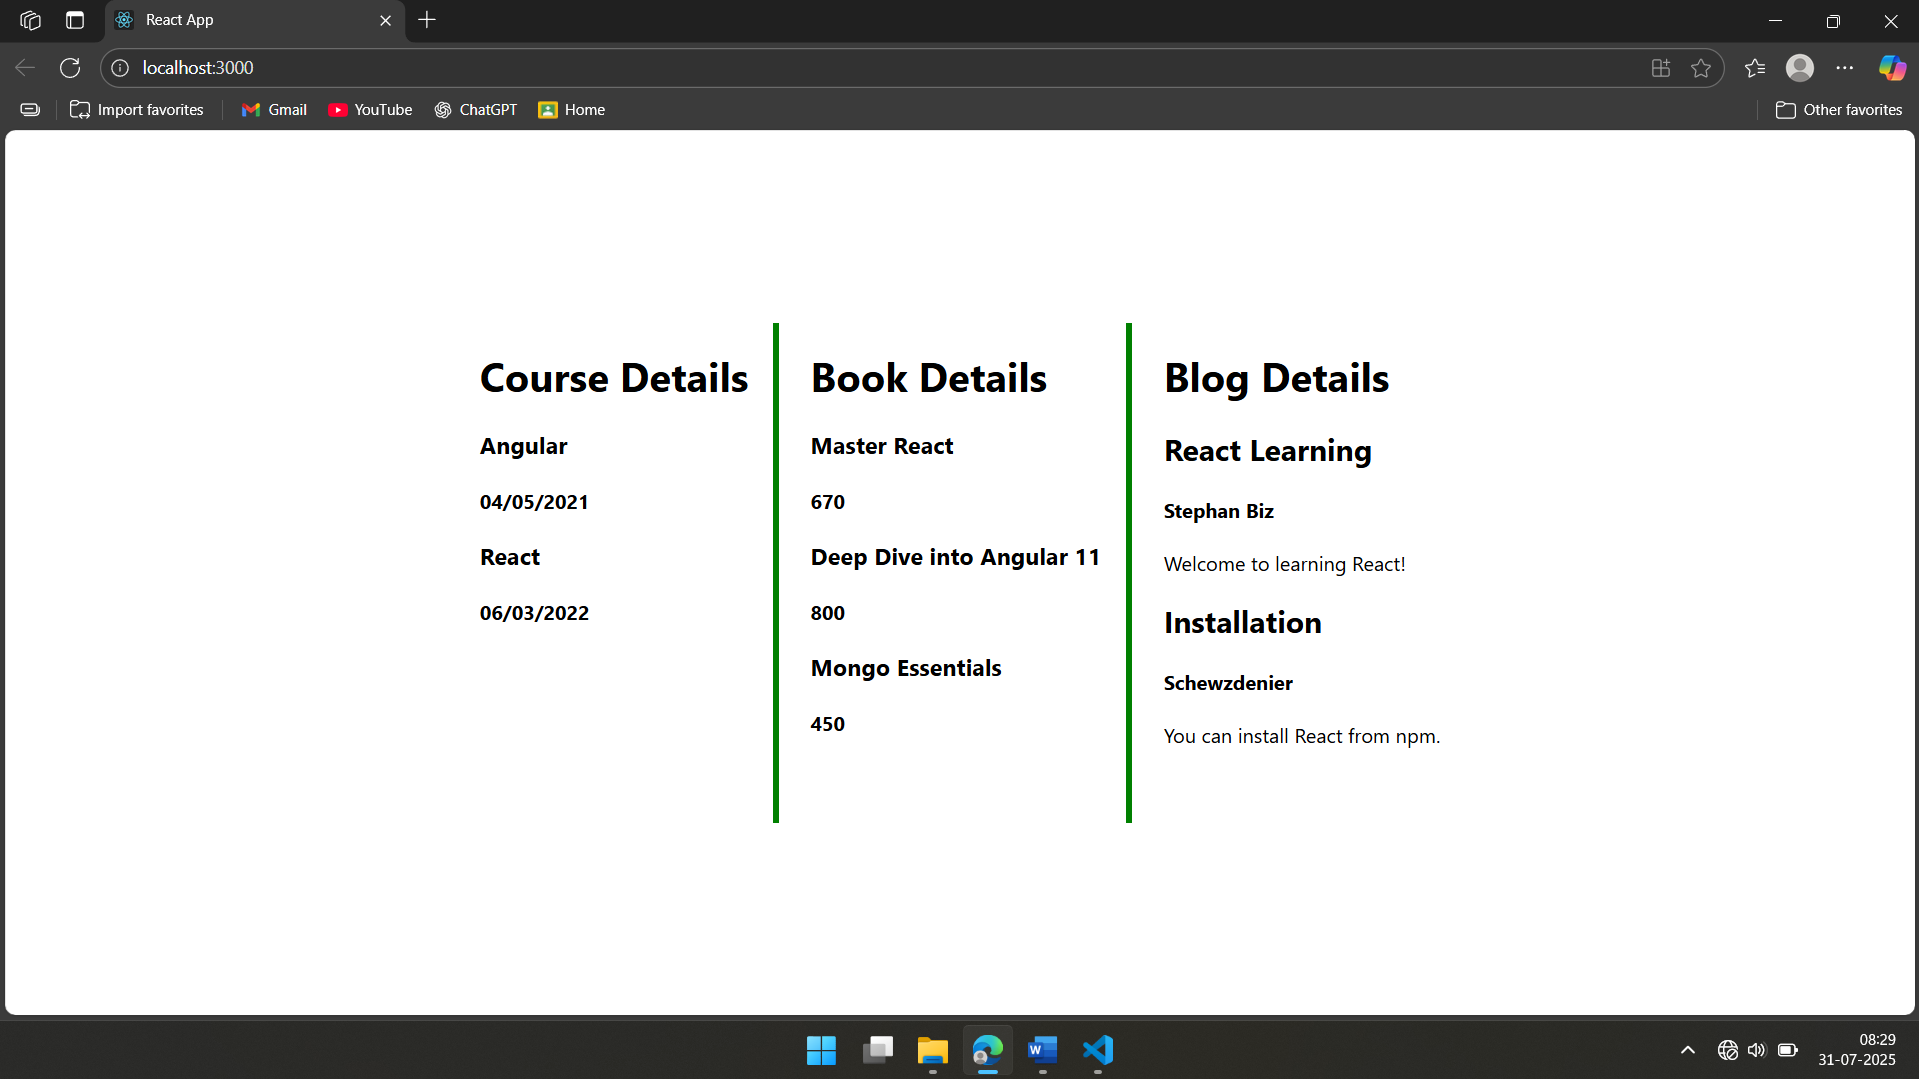 React App
localhost:3000
Import favorites
Gmail
YouTube
ChatGPT
Home
Other favorites
Course Details
Angular
04/05/2021
React
06/03/2022
Book Details
Master React
670
Deep Dive into Angular 11
800
Mongo Essentials
450
Blog Details
React Learning
Stephan Biz
Welcome to learning React!
Installation
Schewzdenier
You can install React from npm.
W
08:29
31-07-2025